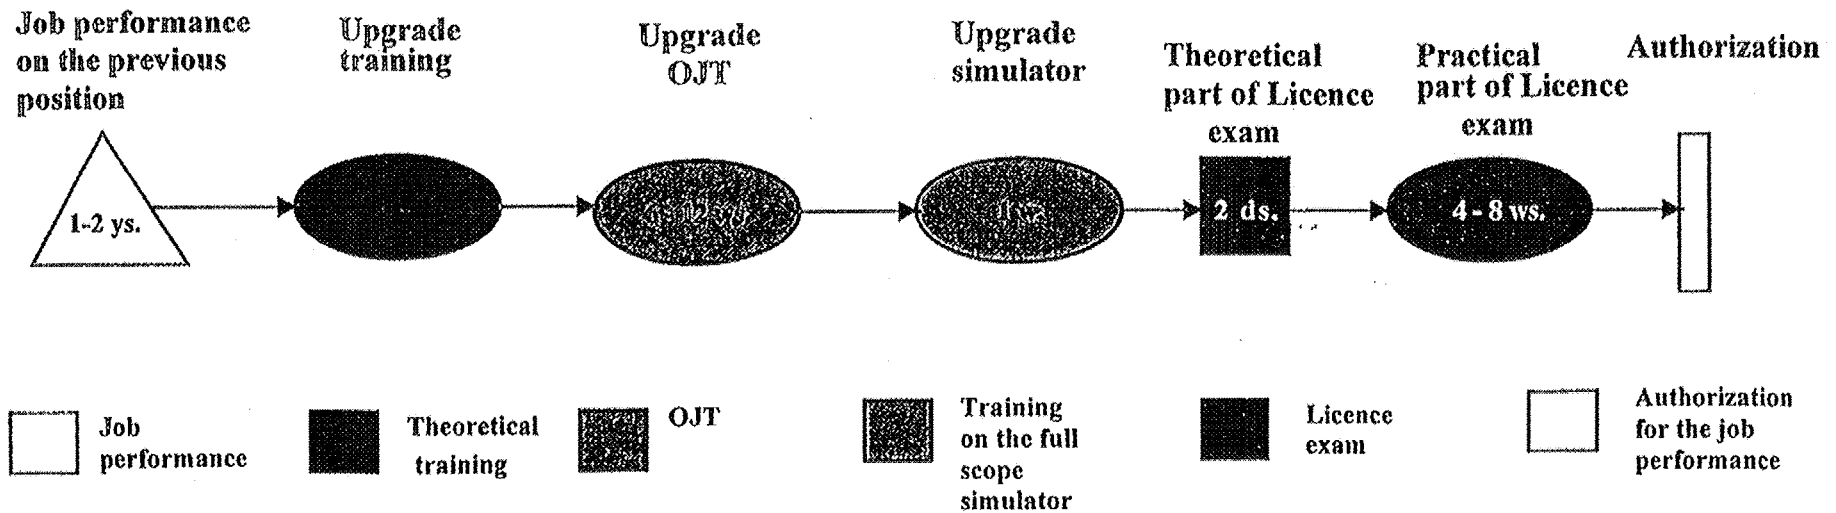 Job performance
on the previous
position
Upgrade
training
Upgrade
OJT
Upgrade
simulator
Theoretical
part of Licence
exam
Practical
part of Licence
exam
Authorization
1-2 ys.
2 ds.
4 - 8 ws.
Job
performance
Theoretical
training
OJT
Training
on the full
scope
simulator
Licence
exam
Authorization
for the job
performance